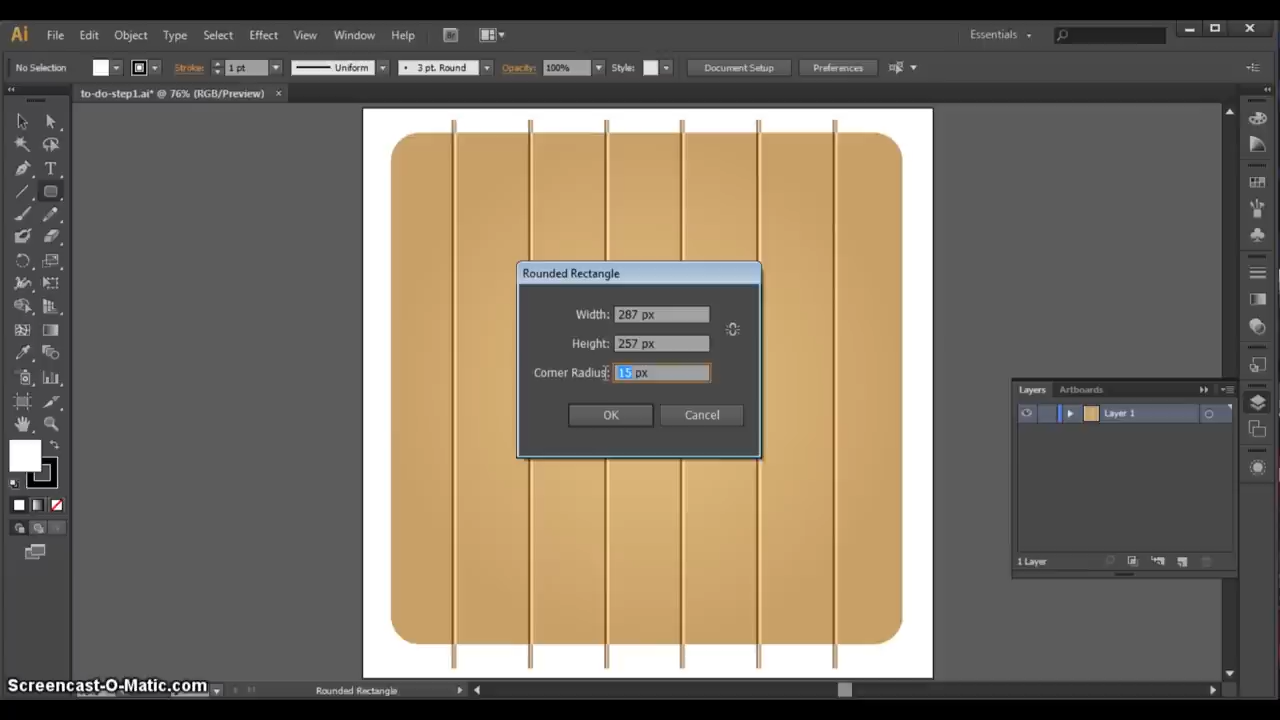 Ai File Edit Object Type Select Effect View Window Help Br Essentials
No Selection Stroke: 1 pt Uniform 3 pt. Round Opacity: 100% Style: Document Setup Preferences
to-do-step1.ai* @ 76% (RGB/Preview) ×
Rounded Rectangle
Width: 287 px
Height: 257 px
Corner Radius: 15 px
OK Cancel
Layers Artboards
Layer 1
1 Layer
Screencast-O-Matic.com
Rounded Rectangle